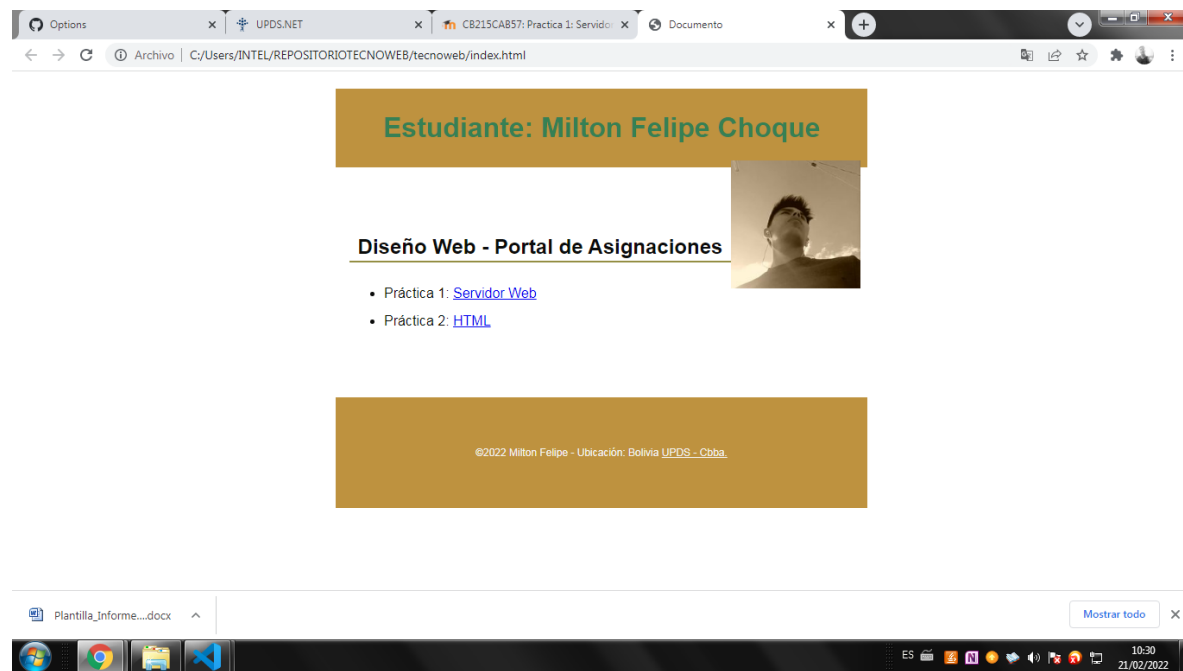 Options
UPDS.NET
CB215CAB57: Practica 1: Servido
Documento
Archivo C:/Users/INTEL/REPOSITORIOTECNOWEB/tecnoweb/index.html
Estudiante: Milton Felipe Choque
Diseño Web - Portal de Asignaciones
Práctica 1: Servidor Web
Práctica 2: HTML
©2022 Milton Felipe - Ubicación: Bolivia UPDS - Cbba.
Plantilla_Informe....docx
Mostrar todo
ES
10:30
21/02/2022